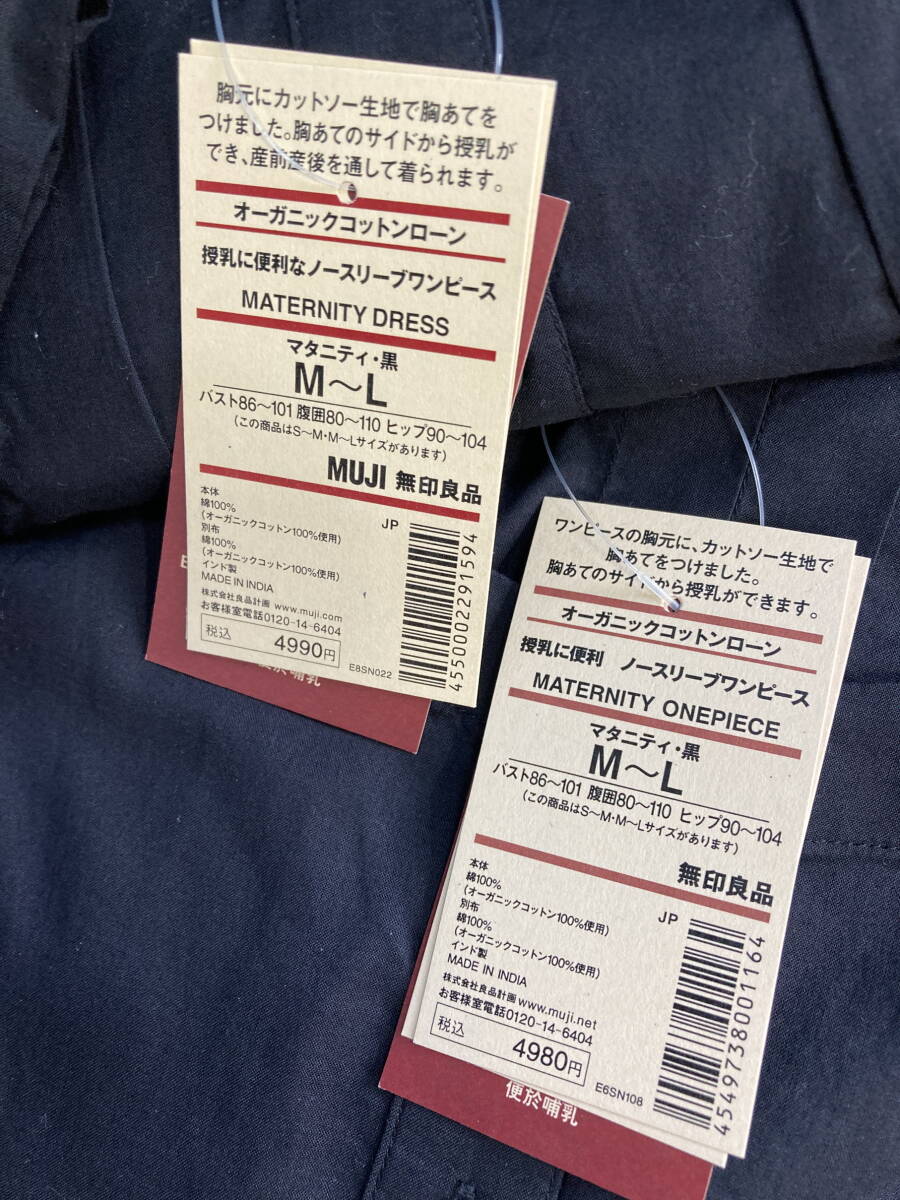 胸元にカットソー生地で胸あてを
つけました。胸あてのサイドから授乳が
でき、産前産後を通して着られます。
オーガニックコットンローン
授乳に便利なノースリーブワンピース
MATERNITY DRESS
マタニティ・黒
M〜L
バスト86〜101 腹囲80〜110 ヒップ90〜104
(この商品はS〜M・M〜Lサイズがあります)
MUJI 無印良品
本体
綿100%
(オーガニックコットン100%使用)
別布
綿100%
(オーガニックコットン100%使用)
インド製
MADE IN INDIA
株式会社良品計画 www.muji.com
お客様室電話0120-14-6404
税込 4990円
E8SN022
JP
4550002291594
便於哺乳
ワンピースの胸元に、カットソー生地で
胸あてをつけました。
胸あてのサイドから授乳ができます。
オーガニックコットンローン
授乳に便利 ノースリーブワンピース
MATERNITY ONEPIECE
マタニティ・黒
M〜L
バスト86〜101 腹囲80〜110 ヒップ90〜104
(この商品はS〜M・M〜Lサイズがあります)
無印良品
本体
綿100%
(オーガニックコットン100%使用)
別布
綿100%
(オーガニックコットン100%使用)
インド製
MADE IN INDIA
株式会社良品計画 www.muji.net
お客様室電話0120-14-6404
税込 4980円
E6SN108
JP
4549738001164
便於哺乳